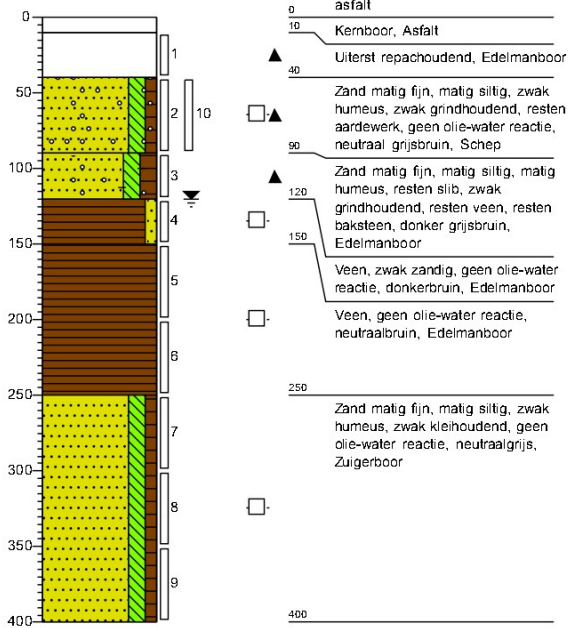 0
50
100
150
200
250
300
350
400
1
2
10
3
4
5
6
7
8
9
0
asfalt
10
Kernboor, Asfalt
Uiterst repachoudend, Edelmanboor
40
Zand matig fijn, matig siltig, zwak
humeus, zwak grindhoudend, resten
aardewerk, geen olie-water reactie,
neutraal grijsbruin, Schep
90
Zand matig fijn, matig siltig, matig
humeus, resten slib, zwak
grindhoudend, resten veen, resten
baksteen, donker grijsbruin,
Edelmanboor
120
Veen, zwak zandig, geen olie-water
reactie, donkerbruin, Edelmanboor
150
Veen, geen olie-water reactie,
neutraalbruin, Edelmanboor
250
Zand matig fijn, matig siltig, zwak
humeus, zwak kleihoudend, geen
olie-water reactie, neutraalgrijs,
Zuigerboor
400